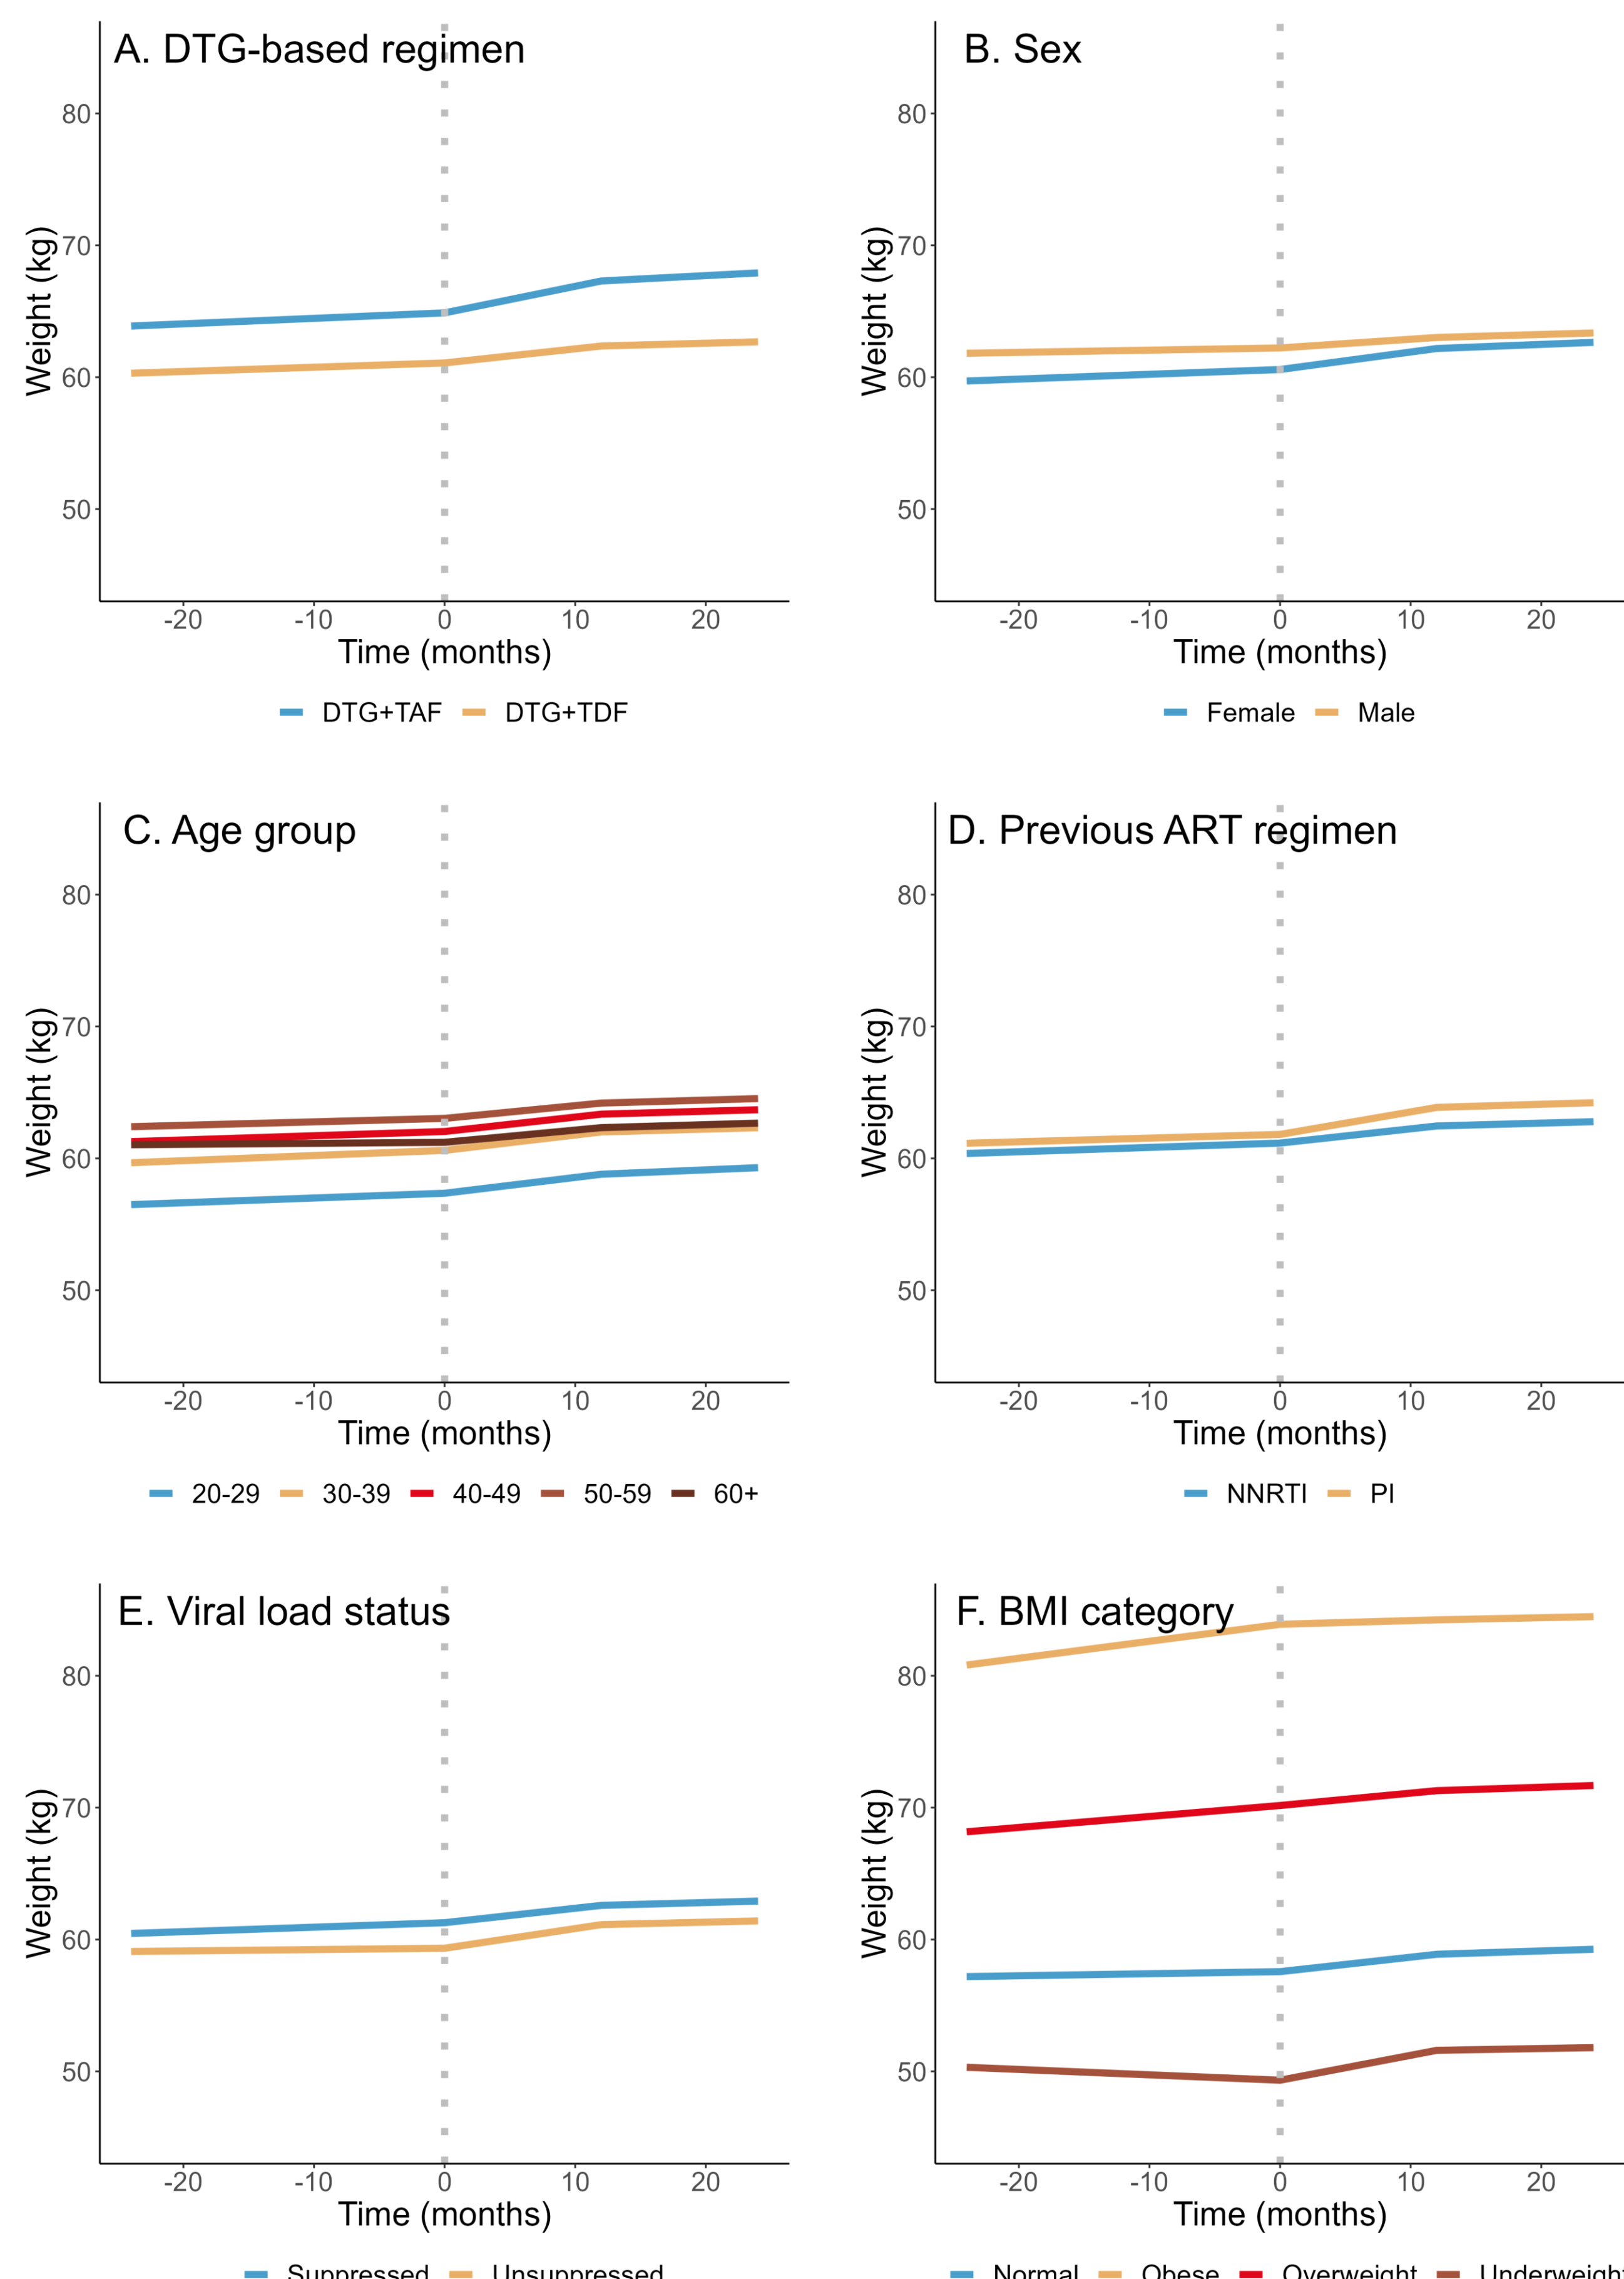 A. DTG-based regimen
Weight (kg)
80
70
60
50
-20 -10 0 10 20
Time (months)
DTG+TAF DTG+TDF
B. Sex
Weight (kg)
80
70
60
50
-20 -10 0 10 20
Time (months)
Female Male
C. Age group
Weight (kg)
80
70
60
50
-20 -10 0 10 20
Time (months)
20-29 30-39 40-49 50-59 60+
D. Previous ART regimen
Weight (kg)
80
70
60
50
-20 -10 0 10 20
Time (months)
NNRTI PI
E. Viral load status
Weight (kg)
80
70
60
50
-20 -10 0 10 20
Time (months)
Suppressed Unsuppressed
F. BMI category
Weight (kg)
80
70
60
50
-20 -10 0 10 20
Time (months)
Normal Obese Overweight Underweight